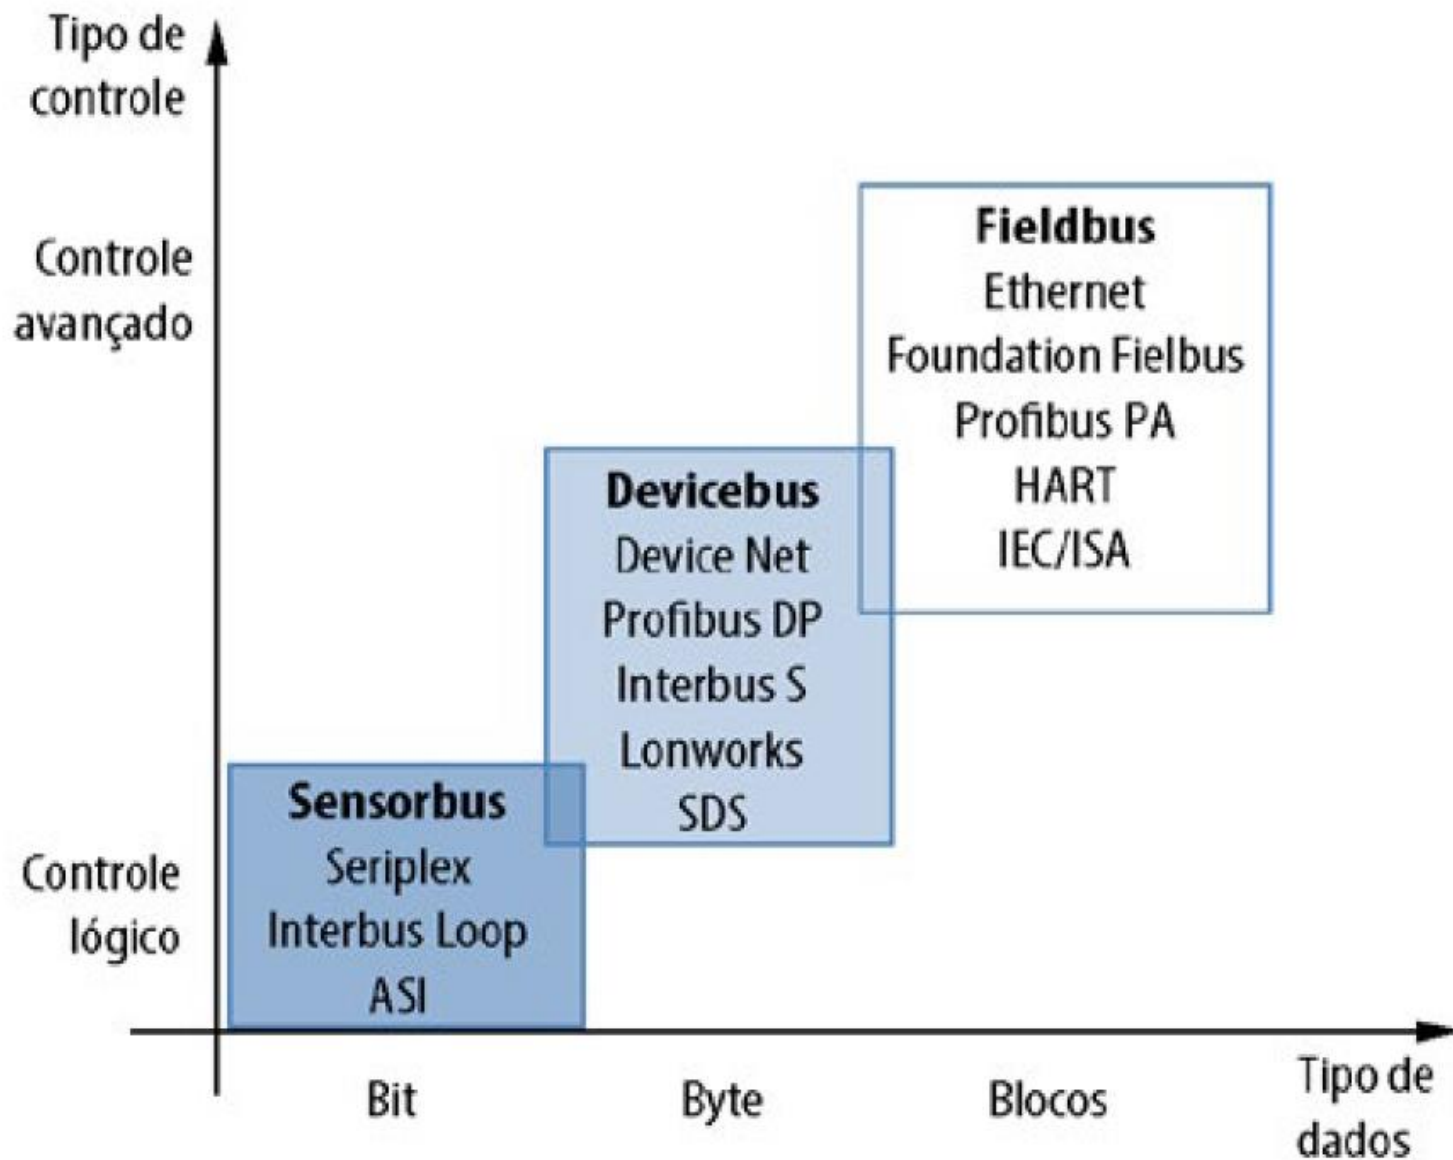 Tipo de
controle
Controle
avançado
Fieldbus
Ethernet
Foundation Fielbus
Profibus PA
HART
IEC/ISA
Devicebus
Device Net
Profibus DP
Interbus S
Lonworks
SDS
Controle
lógico
Sensorbus
Seriplex
Interbus Loop
ASI
Bit
Byte
Blocos
Tipo de
dados